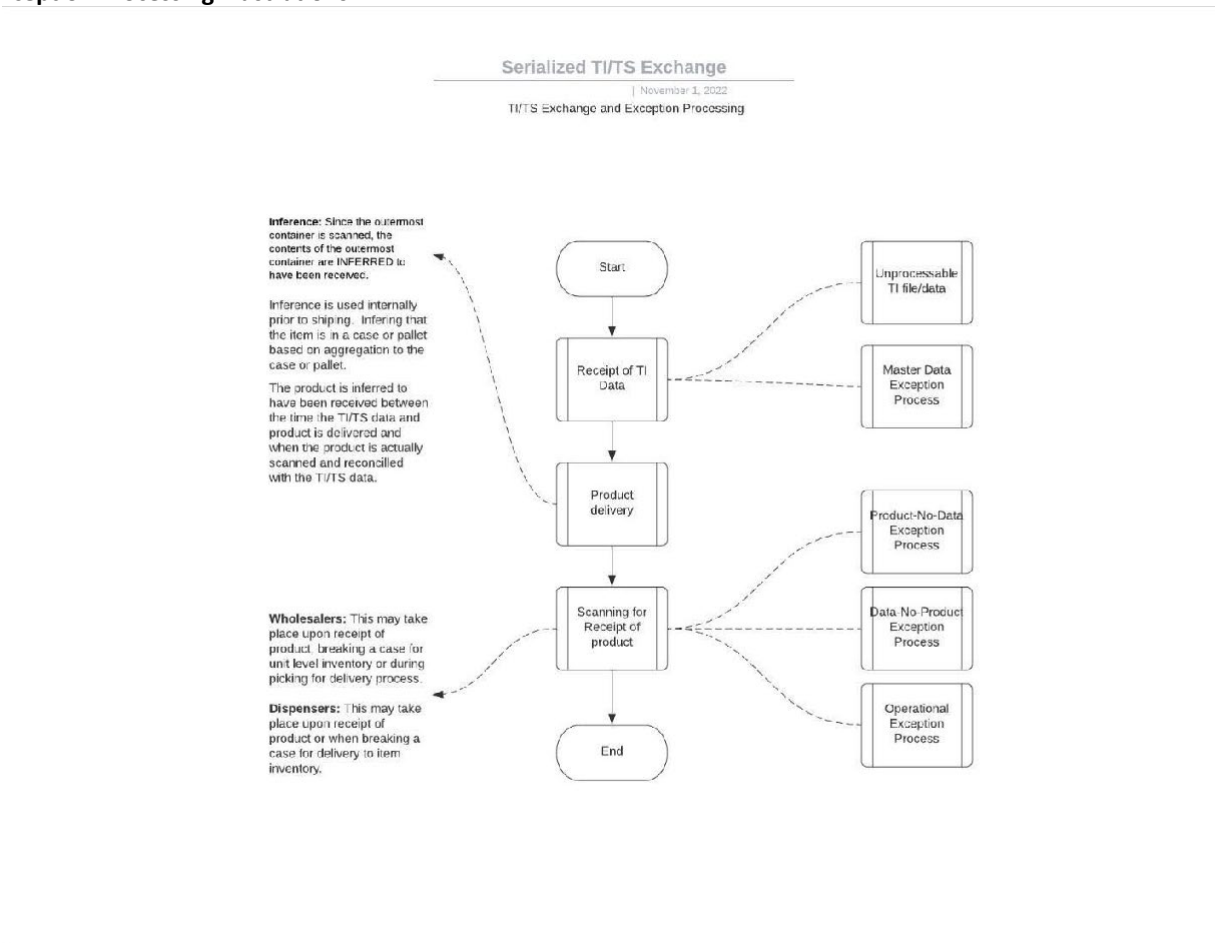 Serialized TI/TS Exchange
| November 1, 2022
TI/TS Exchange and Exception Processing
Inference: Since the outermost
container is scanned, the
contents of the outermost
container are INFERRED to
have been received.
Inference is used internally
prior to shiping. Infering that
the item is in a case or pallet
based on aggregation to the
case or pallet.
The product is inferred to
have been received between
the time the TI/TS data and
product is delivered and
when the product is actually
scanned and reconcilled
with the TI/TS data.
Wholesalers: This may take
place upon receipt of
product, breaking a case for
unit level inventory or during
picking for delivery process.
Dispensers: This may take
place upon receipt of
product or when breaking a
case for delivery to item
inventory.
Start
Receipt of TI
Data
Product
delivery
Scanning for
Receipt of
product
End
Unprocessable
TI file/data
Master Data
Exception
Process
Product-No-Data
Exception
Process
Data-No-Product
Exception
Process
Operational
Exception
Process